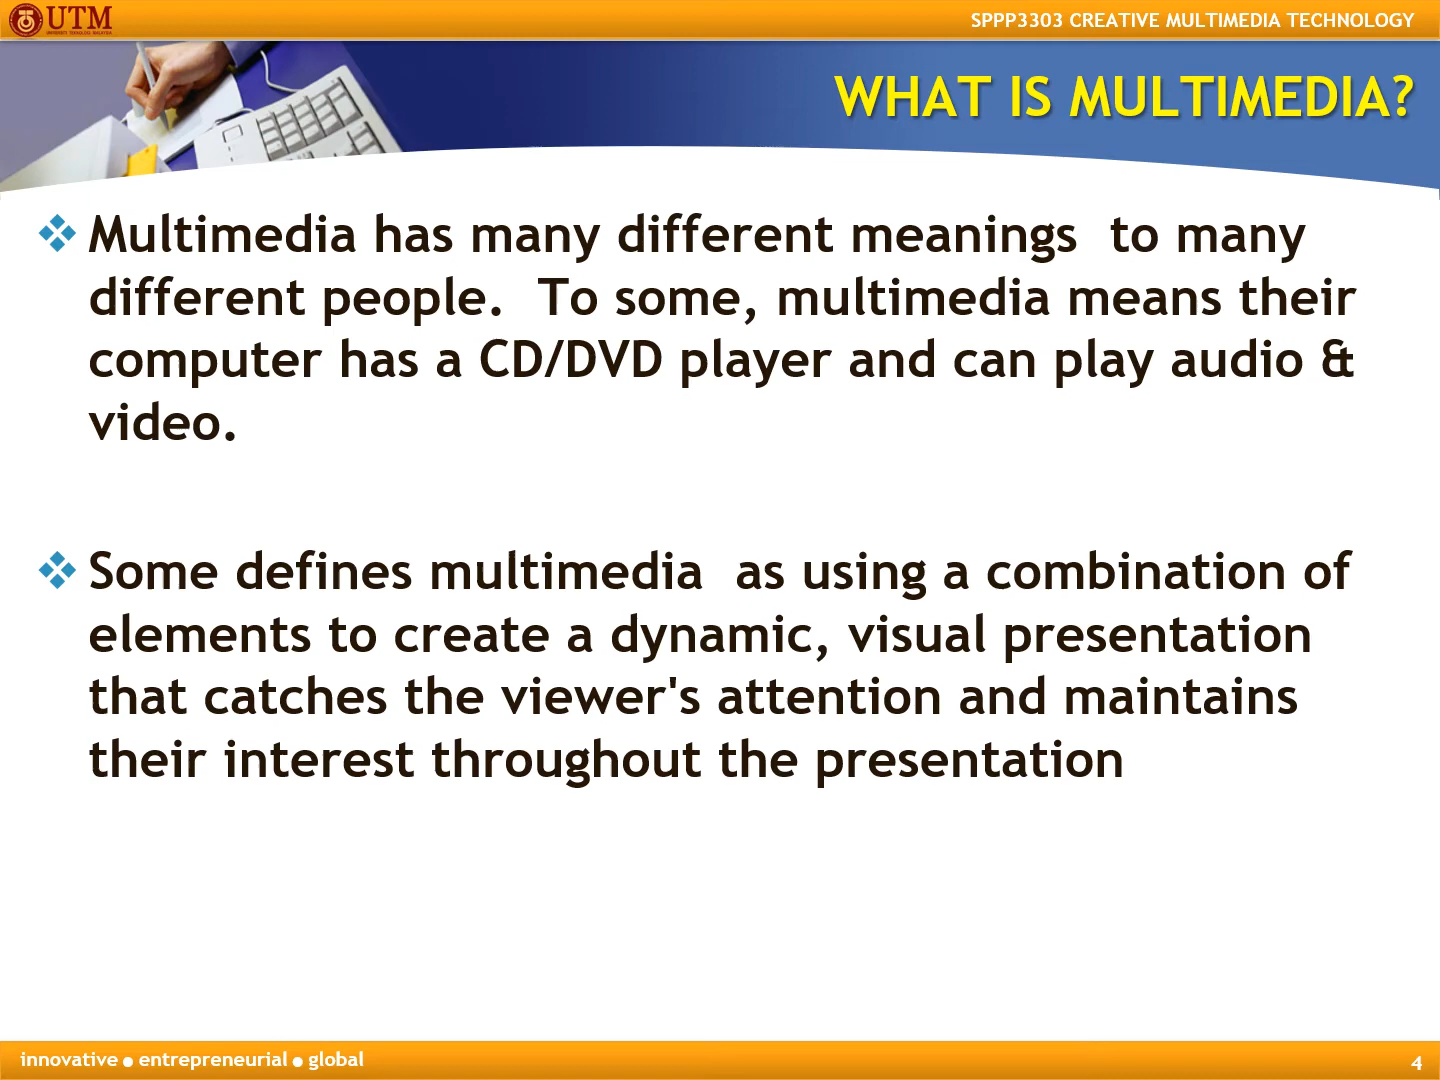 UTM
UNIVERSITI TEKNOLOGI MALAYSIA
SPPP3303 CREATIVE MULTIMEDIA TECHNOLOGY
WHAT IS MULTIMEDIA?
Multimedia has many different meanings  to many
different people.  To some, multimedia means their
computer has a CD/DVD player and can play audio &
video.
Some defines multimedia  as using a combination of
elements to create a dynamic, visual presentation
that catches the viewer's attention and maintains
their interest throughout the presentation
innovative ● entrepreneurial ● global
4